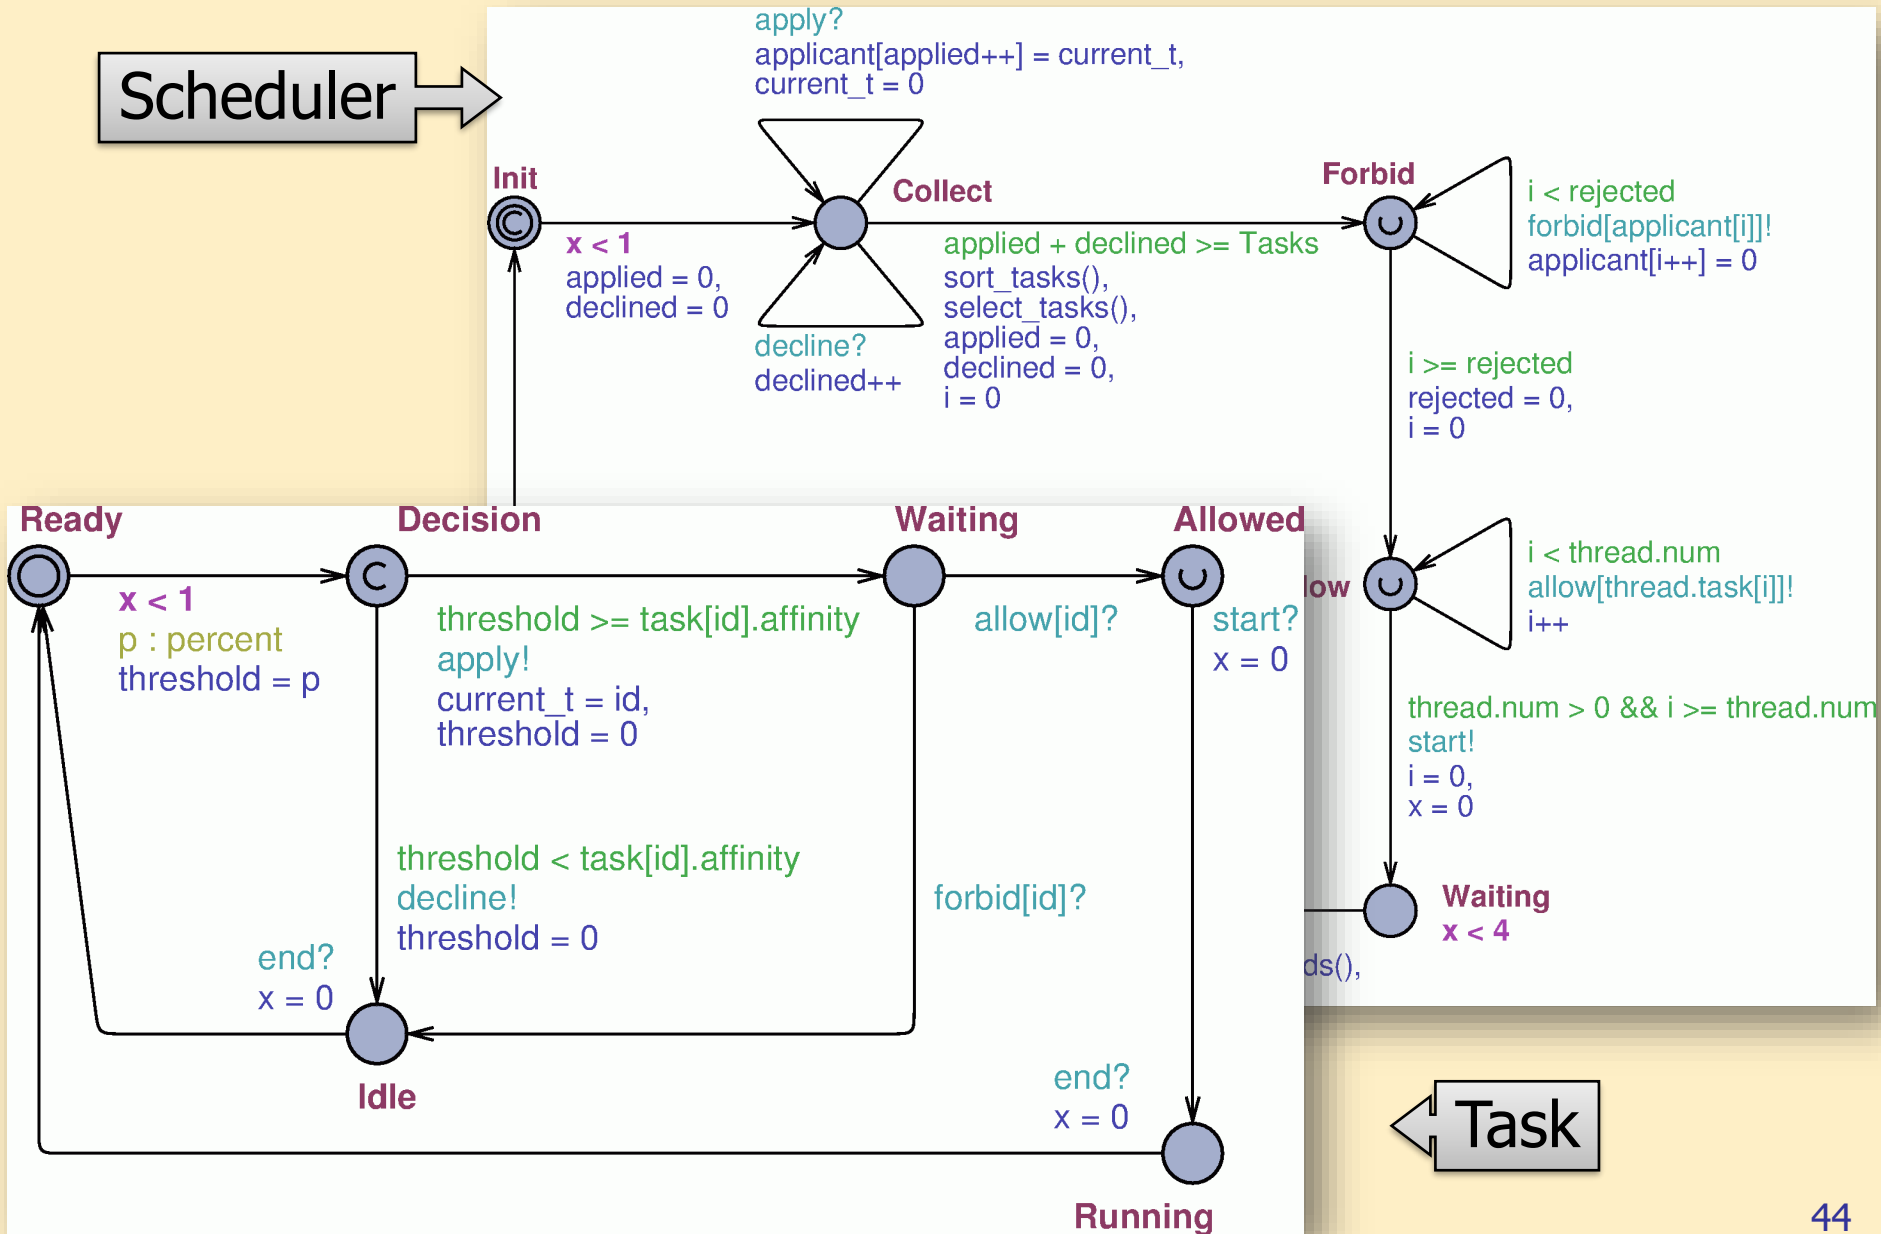 Scheduler
apply?
applicant[applied++] = current_t,
current_t = 0
Init
Collect
Forbid
C
x < 1
applied = 0,
declined = 0
applied + declined >= Tasks
sort_tasks(),
select_tasks(),
applied = 0,
declined = 0,
i = 0
decline?
declined++
i < rejected
forbid[applicant[i]]!
applicant[i++] = 0
i >= rejected
rejected = 0,
i = 0
low
i < thread.num
allow[thread.task[i]]!
i++
thread.num > 0 && i >= thread.num
start!
i = 0,
x = 0
Waiting
x < 4
ds(),
Ready
Decision
Waiting
Allowed
C
x < 1
p : percent
threshold = p
threshold >= task[id].affinity
apply!
current_t = id,
threshold = 0
allow[id]?
start?
x = 0
threshold < task[id].affinity
decline!
threshold = 0
forbid[id]?
end?
x = 0
Idle
end?
x = 0
Running
Task
44